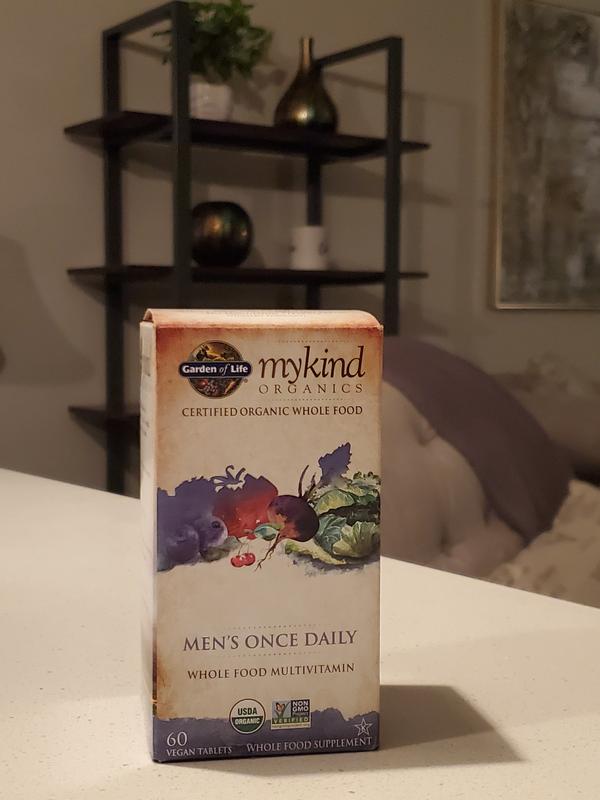 Garden of Life®
mykind
ORGANICS
CERTIFIED ORGANIC WHOLE FOOD
MEN'S ONCE DAILY
WHOLE FOOD MULTIVITAMIN
USDA
ORGANIC
NON
GMO
Project
VERIFIED
60
VEGAN TABLETS
WHOLE FOOD SUPPLEMENT
K